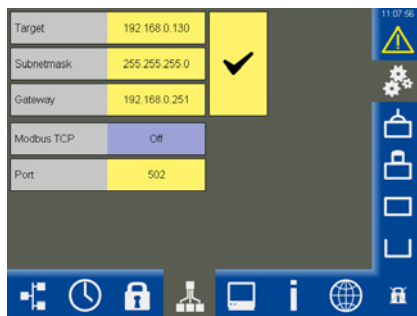 11:07:56
Target 192.168.0.130
Subnetmask 255.255.255.0
Gateway 192.168.0.251
Modbus TCP Off
Port 502